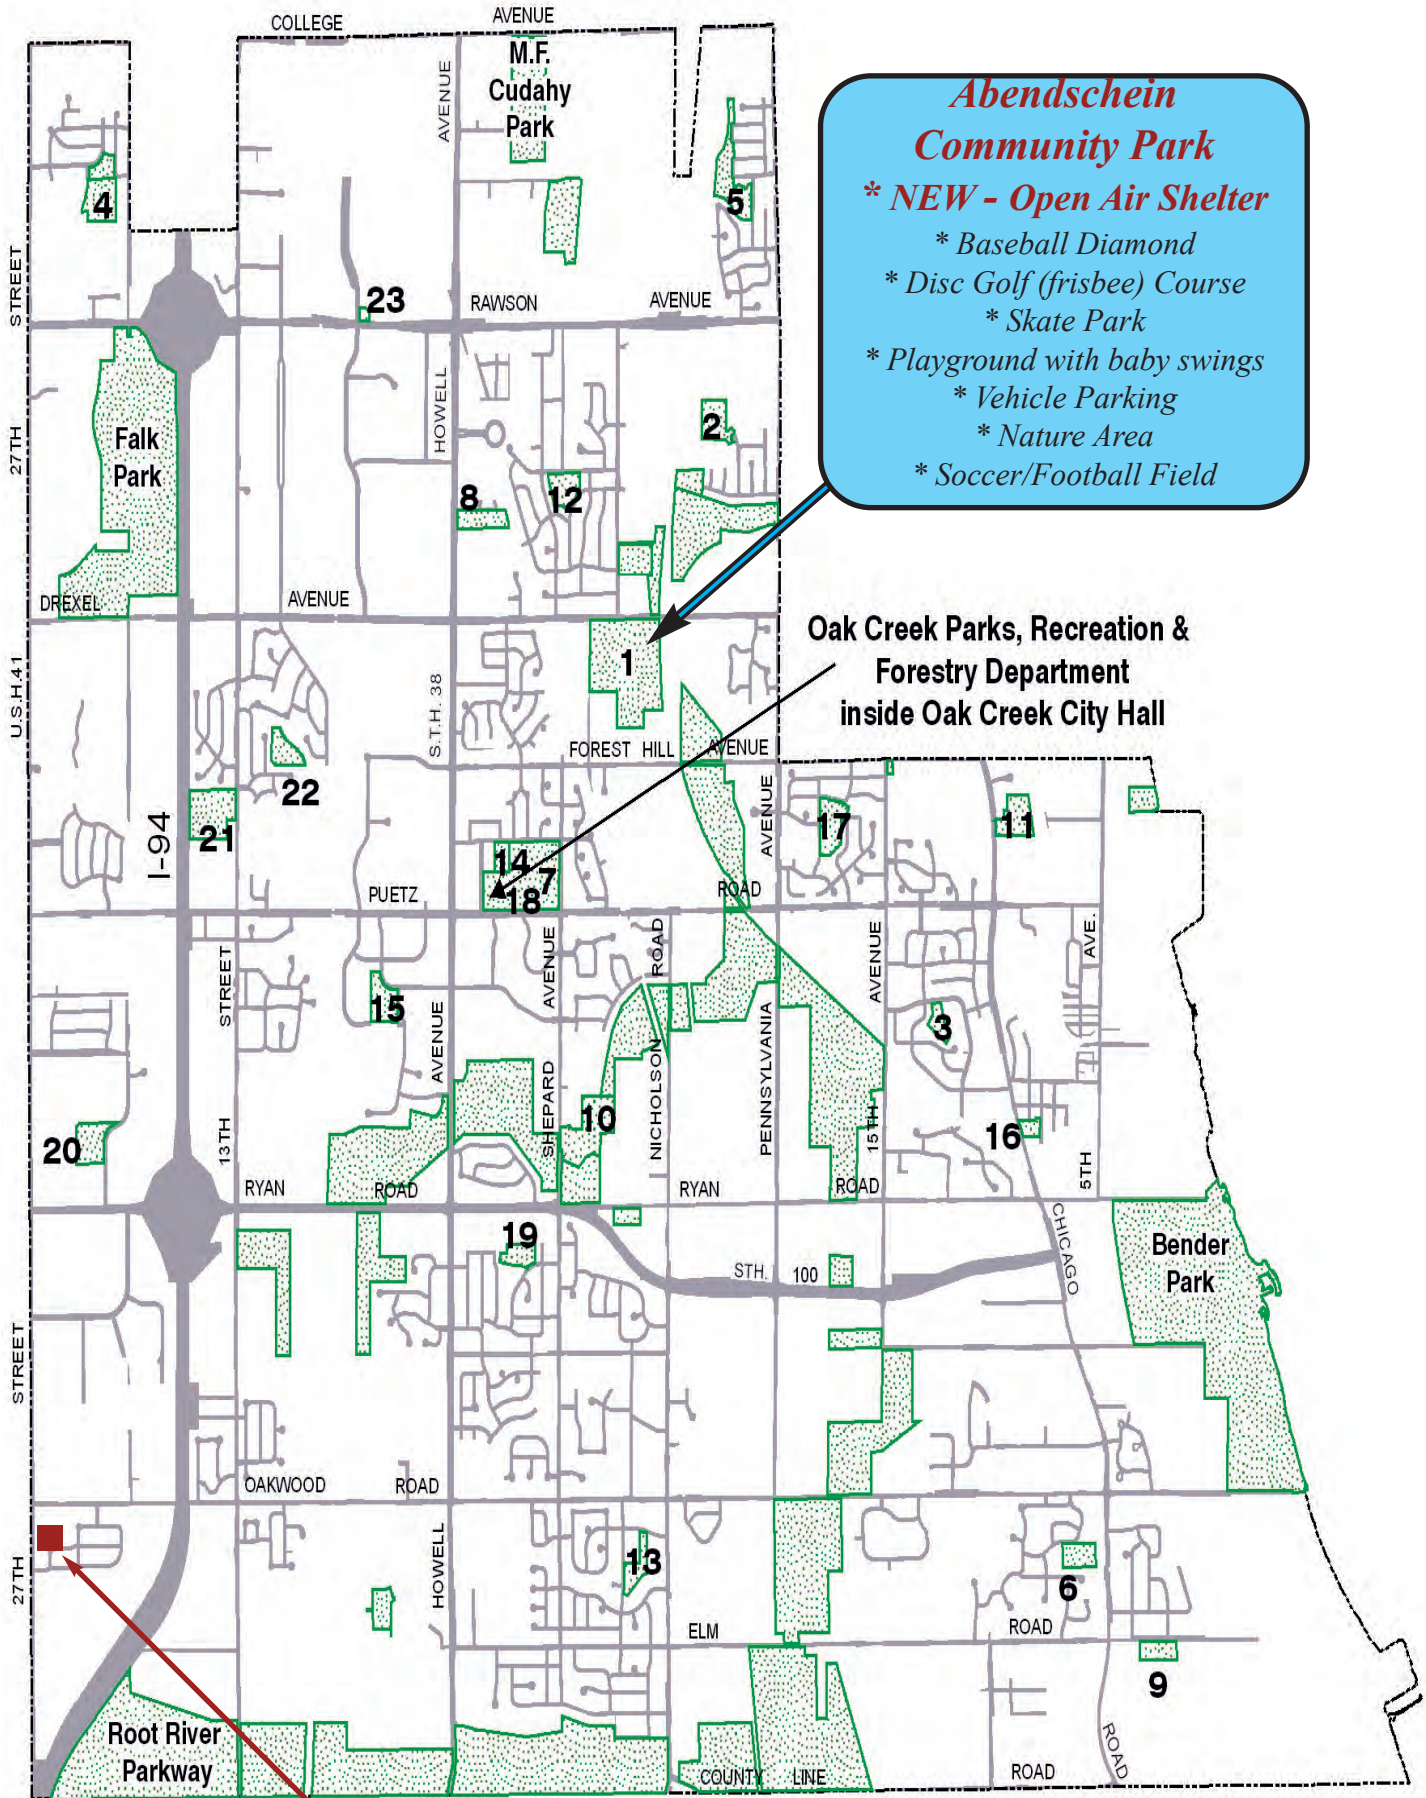 COLLEGE
AVENUE
M.F.
Cudahy
Park
AVENUE
Abendschein
Community Park
* NEW - Open Air Shelter
* Baseball Diamond
* Disc Golf (frisbee) Course
* Skate Park
* Playground with baby swings
* Vehicle Parking
* Nature Area
* Soccer/Football Field
4
5
STREET
23
RAWSON
AVENUE
27TH
Falk
Park
HOWELL
2
8
12
DREXEL
AVENUE
Oak Creek Parks, Recreation &
Forestry Department
inside Oak Creek City Hall
1
U.S.H.41
S.T.H. 38
FOREST HILL
AVENUE
22
21
I-94
AVENUE
17
11
14
7
18
PUETZ
ROAD
STREET
AVENUE
ROAD
AVENUE
AVE.
15
3
AVENUE
PENNSYLVANIA
NICHOLSON
SHEPARD
10
20
13TH
15TH
16
5TH
RYAN
ROAD
RYAN
ROAD
19
CHICAGO
Bender
Park
STH.
100
STREET
OAKWOOD
ROAD
27TH
HOWELL
13
6
ELM
ROAD
9
Root River
Parkway
COUNTY
LINE
ROAD
ROAD